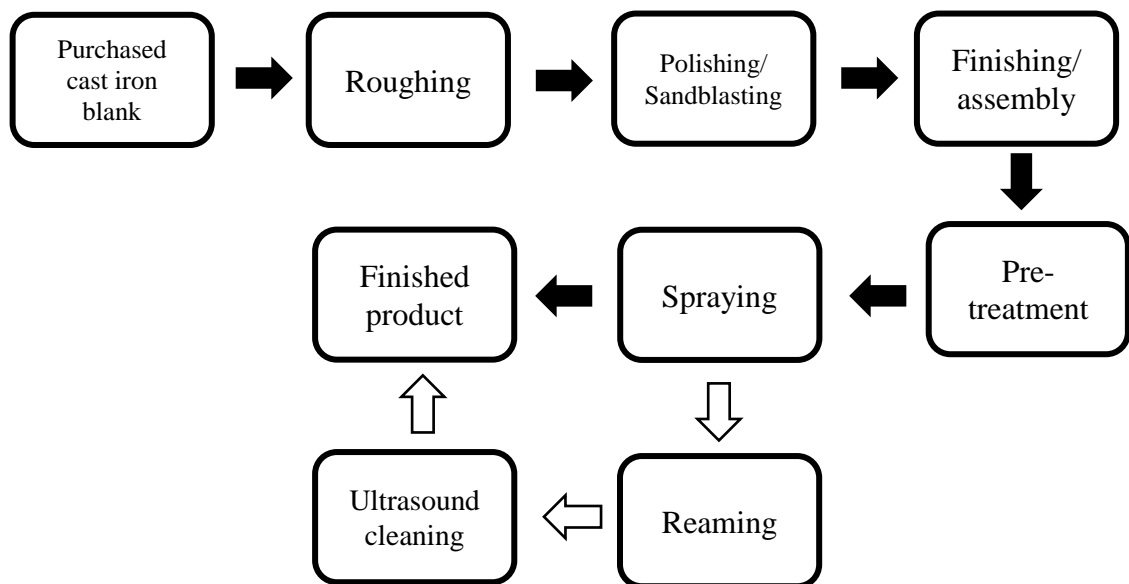 Purchased
cast iron
blank
Roughing
Polishing/
Sandblasting
Finishing/
assembly
Pre-
treatment
Spraying
Finished
product
Reaming
Ultrasound
cleaning